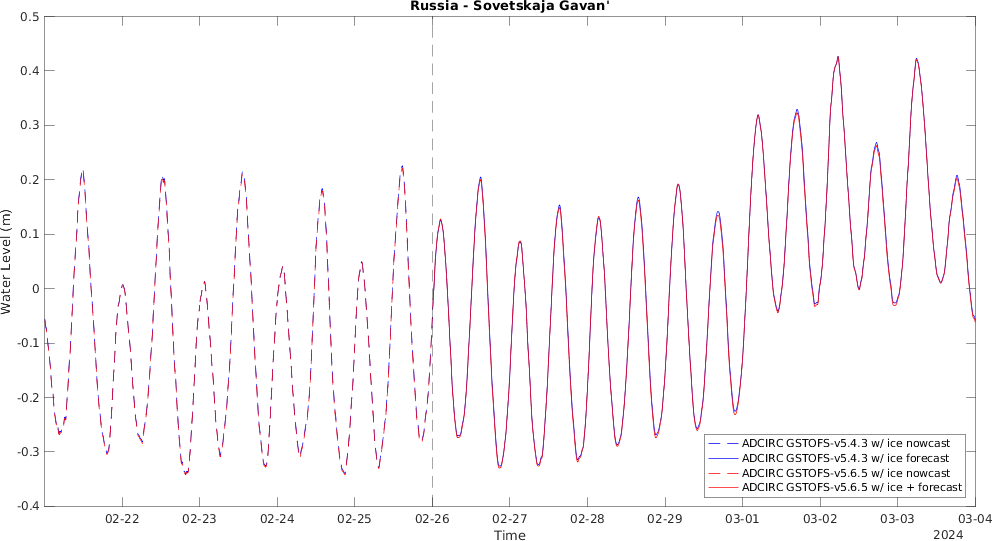 Russia - Sovetskaja Gavan'
Water Level (m)
0.5
0.4
0.3
0.2
0.1
0
-0.1
-0.2
-0.3
-0.4
ADCIRC GSTOFS-v5.4.3 w/ ice nowcast
ADCIRC GSTOFS-v5.4.3 w/ ice forecast
ADCIRC GSTOFS-v5.6.5 w/ ice nowcast
ADCIRC GSTOFS-v5.6.5 w/ ice + forecast
02-22 02-23 02-24 02-25 02-26 02-27 02-28 02-29 03-01 03-02 03-03 03-04
Time
2024